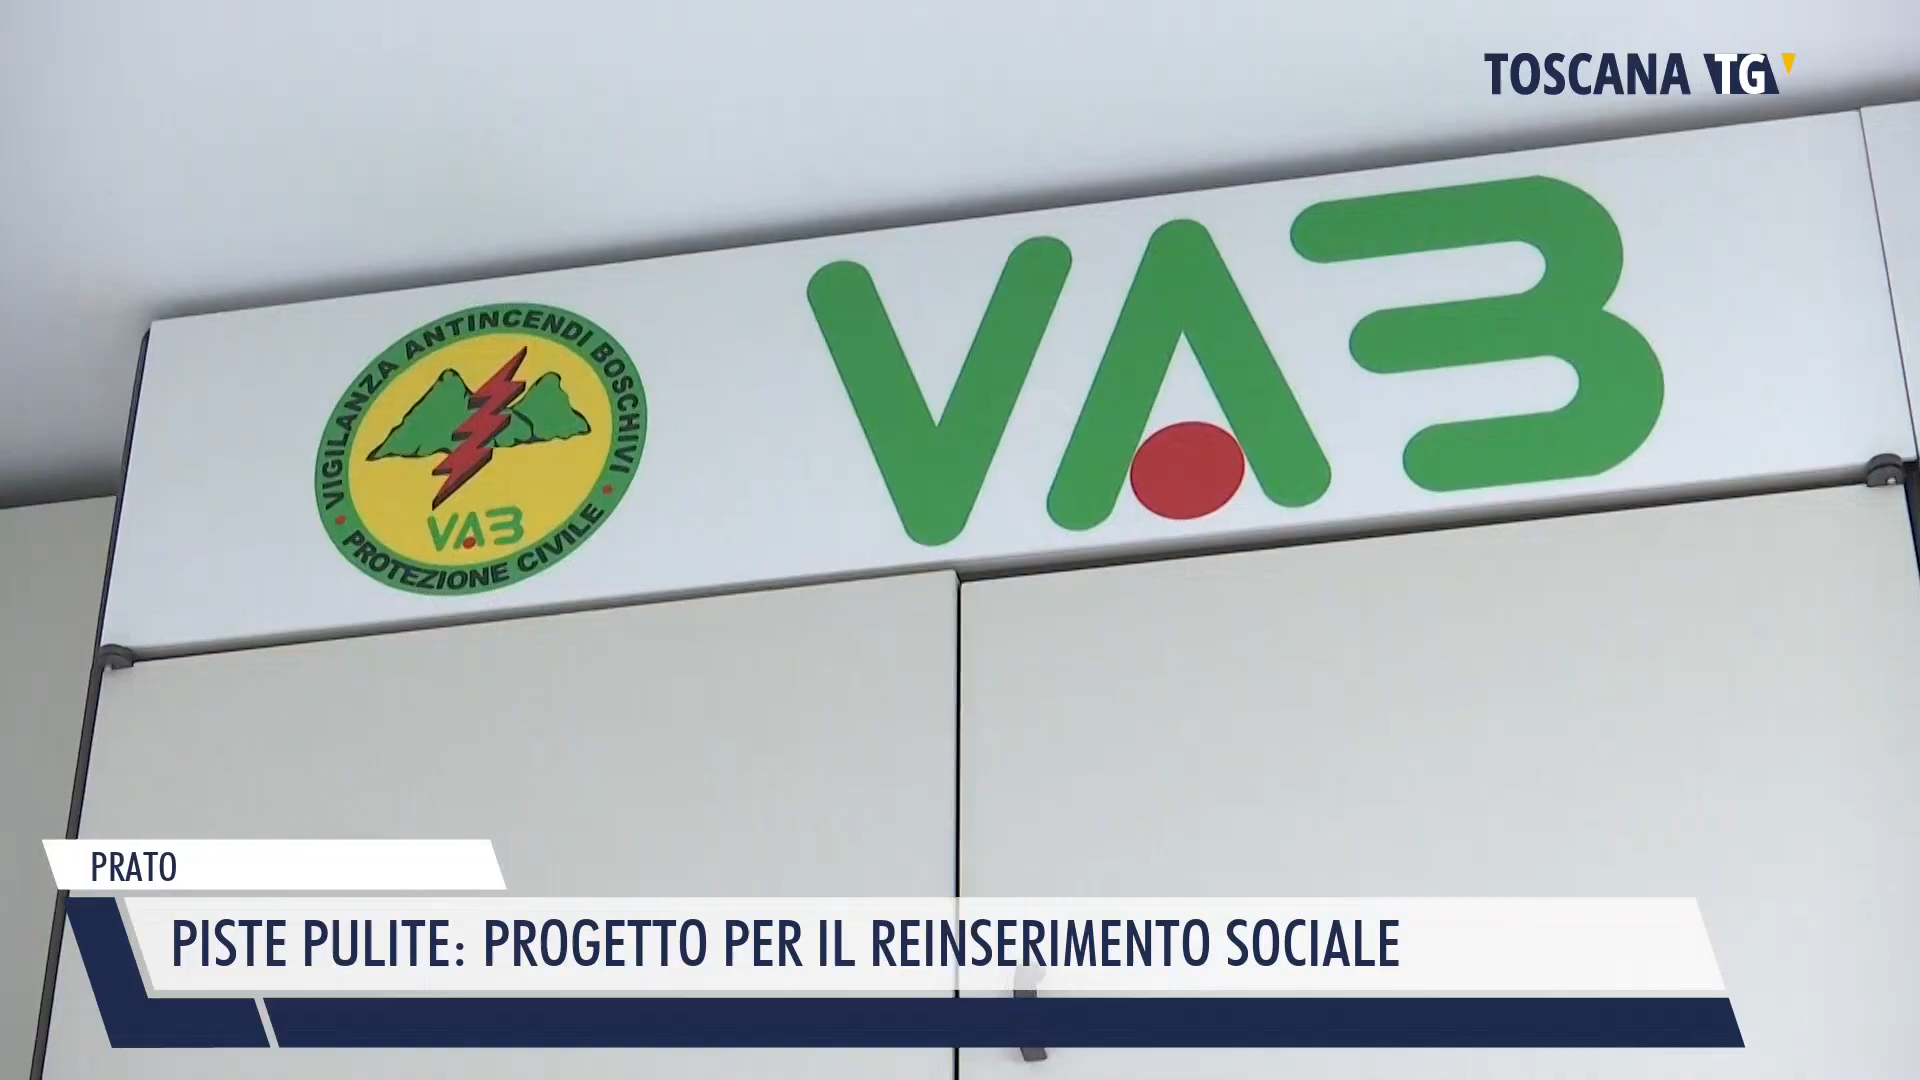 TOSCANA TG
VAB
VIGILANZA ANTINCENDI BOSCHIVI
VAB
PROTEZIONE CIVILE
PRATO
PISTE PULITE: PROGETTO PER IL REINSERIMENTO SOCIALE